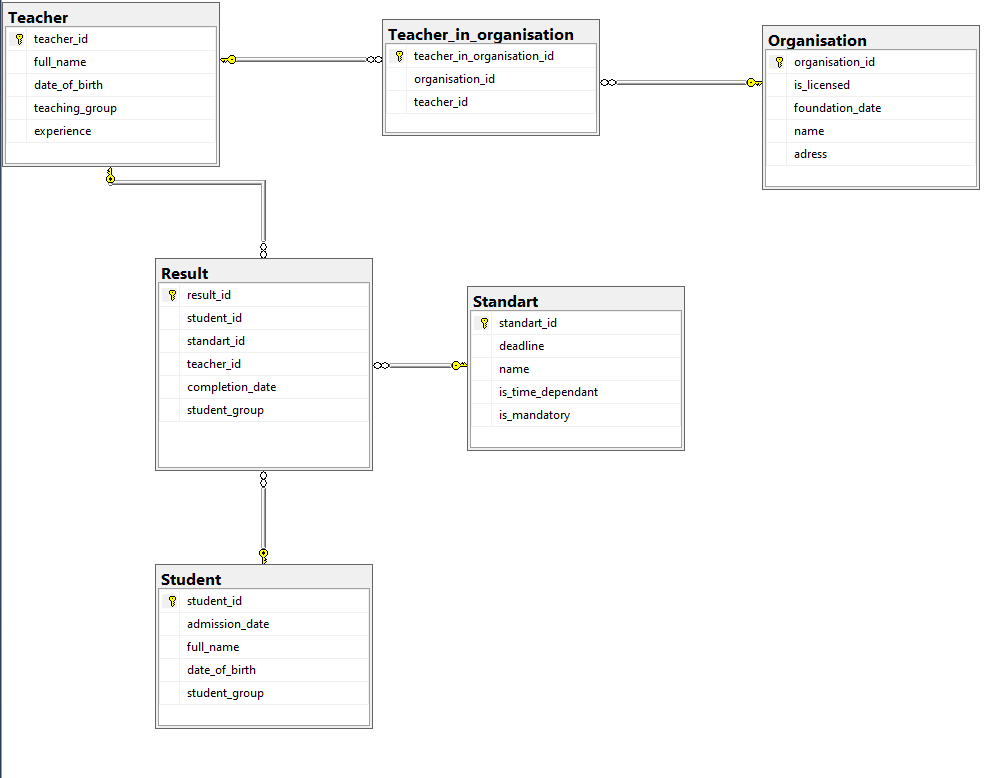 Teacher
teacher_id
full_name
date_of_birth
teaching_group
experience
Teacher_in_organisation
teacher_in_organisation_id
organisation_id
teacher_id
Organisation
organisation_id
is_licensed
foundation_date
name
adress
Result
result_id
student_id
standart_id
teacher_id
completion_date
student_group
Standart
standart_id
deadline
name
is_time_dependant
is_mandatory
Student
student_id
admission_date
full_name
date_of_birth
student_group